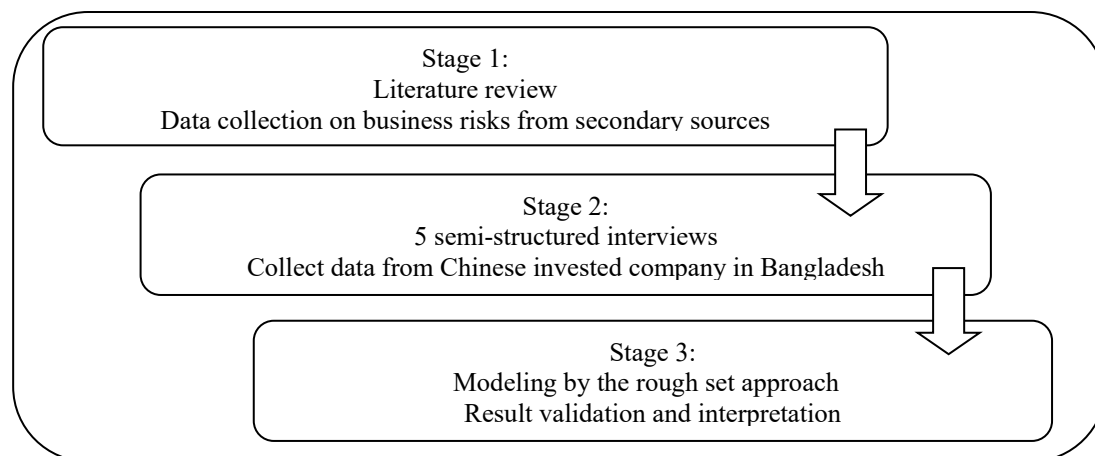 Stage 1:
Literature review
Data collection on business risks from secondary sources
Stage 2:
5 semi-structured interviews
Collect data from Chinese invested company in Bangladesh
Stage 3:
Modeling by the rough set approach
Result validation and interpretation